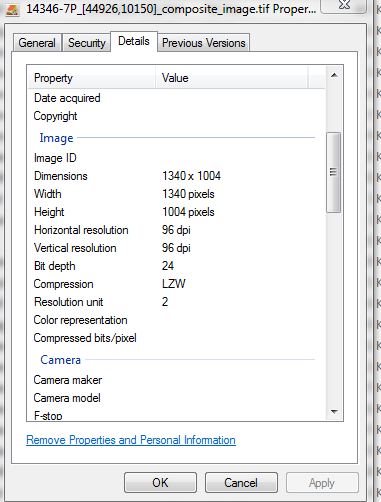 14346-7P_[44926,10150]_composite_image.tif Proper...
General Security Details Previous Versions
Property Value
Date acquired
Copyright
Image
Image ID
Dimensions 1340 x 1004
Width 1340 pixels
Height 1004 pixels
Horizontal resolution 96 dpi
Vertical resolution 96 dpi
Bit depth 24
Compression LZW
Resolution unit 2
Color representation
Compressed bits/pixel
Camera
Camera maker
Camera model
F-stop
Remove Properties and Personal Information
OK Cancel Apply